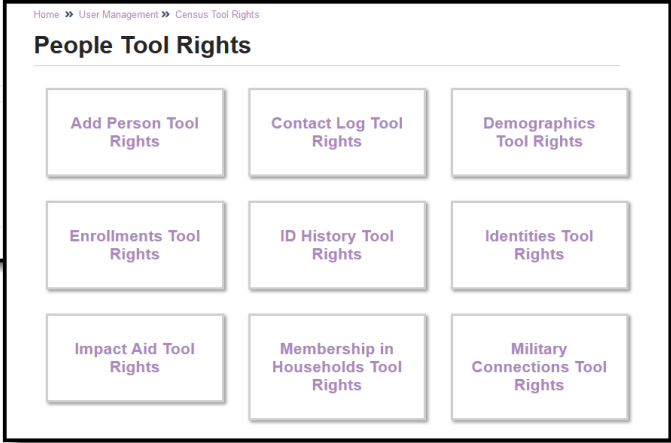 Home » User Management » Census Tool Rights
People Tool Rights
Add Person Tool
Rights
Contact Log Tool
Rights
Demographics
Tool Rights
Enrollments Tool
Rights
ID History Tool
Rights
Identities Tool
Rights
Impact Aid Tool
Rights
Membership in
Households Tool
Rights
Military
Connections Tool
Rights